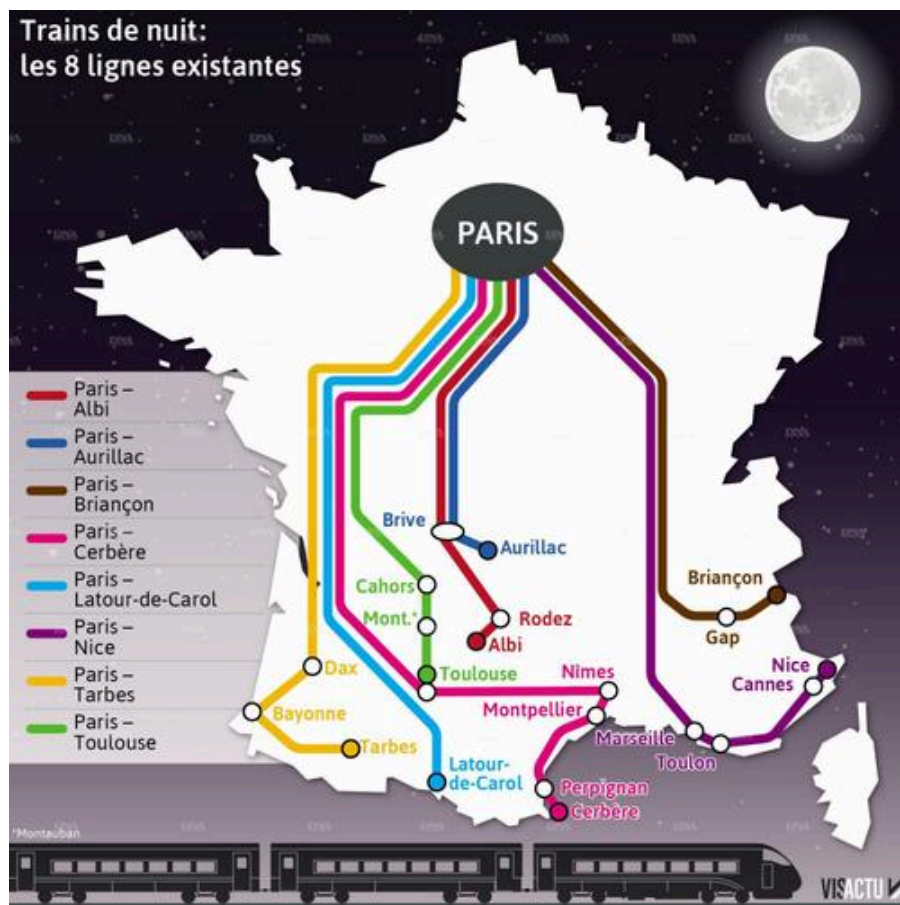 Trains de nuit:
les 8 lignes existantes
PARIS
Paris –
Albi
Paris –
Aurillac
Paris –
Briançon
Paris –
Cerbère
Paris –
Latour-de-Carol
Paris –
Nice
Paris –
Tarbes
Paris –
Toulouse
Brive
Aurillac
Cahors
Mont.*
Rodez
Albi
Toulouse
Briançon
Gap
Nîmes
Nice
Cannes
Dax
Bayonne
Montpellier
Marseille
Toulon
Tarbes
Latour-
de-Carol
Perpignan
Cerbère
*Montauban
VISACTU